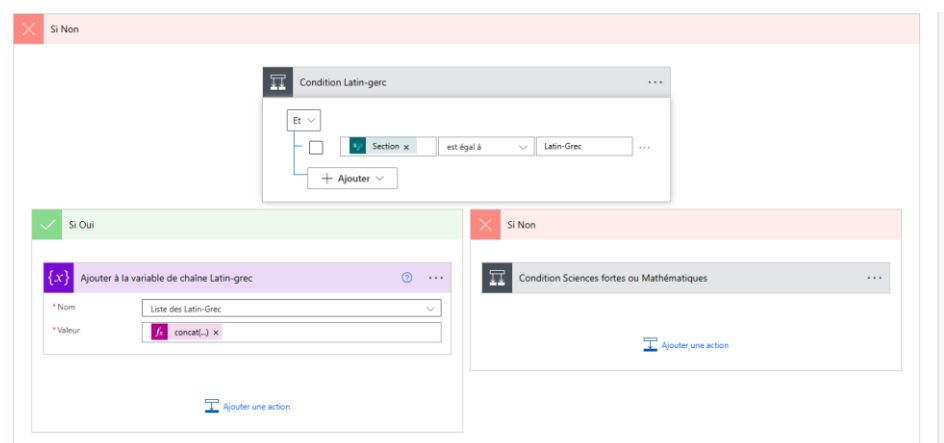 Si Non
Condition Latin-gerc
Et
Section
est égal à
Latin-Grec
Ajouter
Si Oui
Si Non
{x} Ajouter à la variable de chaîne Latin-grec
Condition Sciences fortes ou Mathématiques
* Nom
Liste des Latin-Grec
* Valeur
fx concat(...) ×
Ajouter une action
Ajouter une action